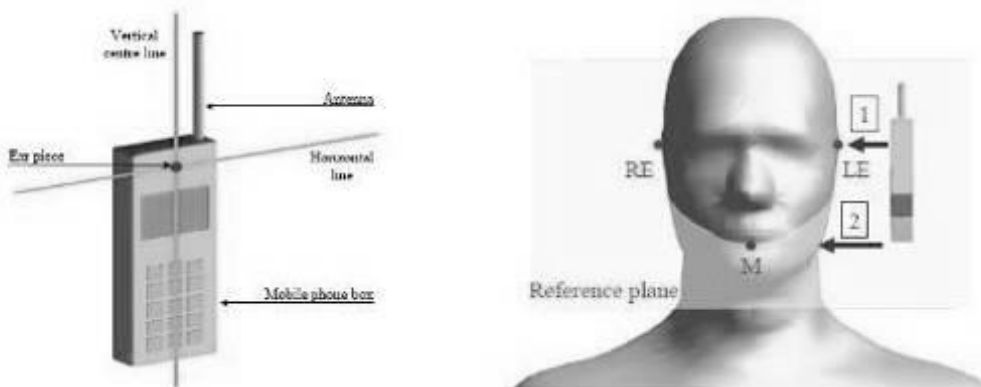 Vertical
centre line
Antenna
Ear piece
Horizontal
line
Mobile phone box
1
RE
LE
2
M
Reference plane